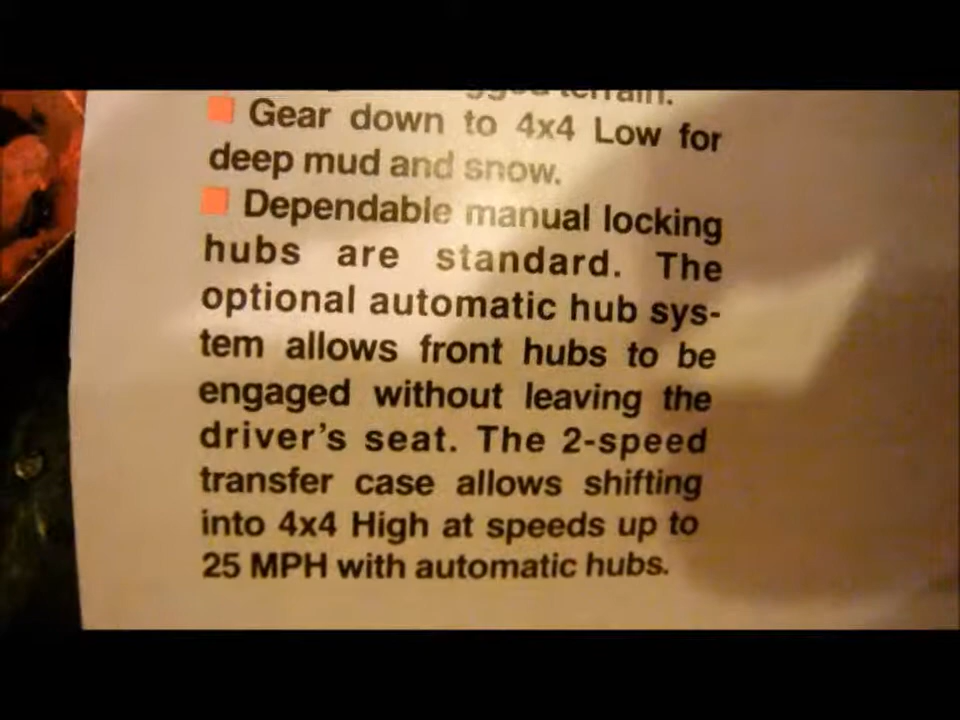 terrain.
Gear down to 4x4 Low for
deep mud and snow.
Dependable manual locking
hubs are standard. The
optional automatic hub sys-
tem allows front hubs to be
engaged without leaving the
driver's seat. The 2-speed
transfer case allows shifting
into 4x4 High at speeds up to
25 MPH with automatic hubs.